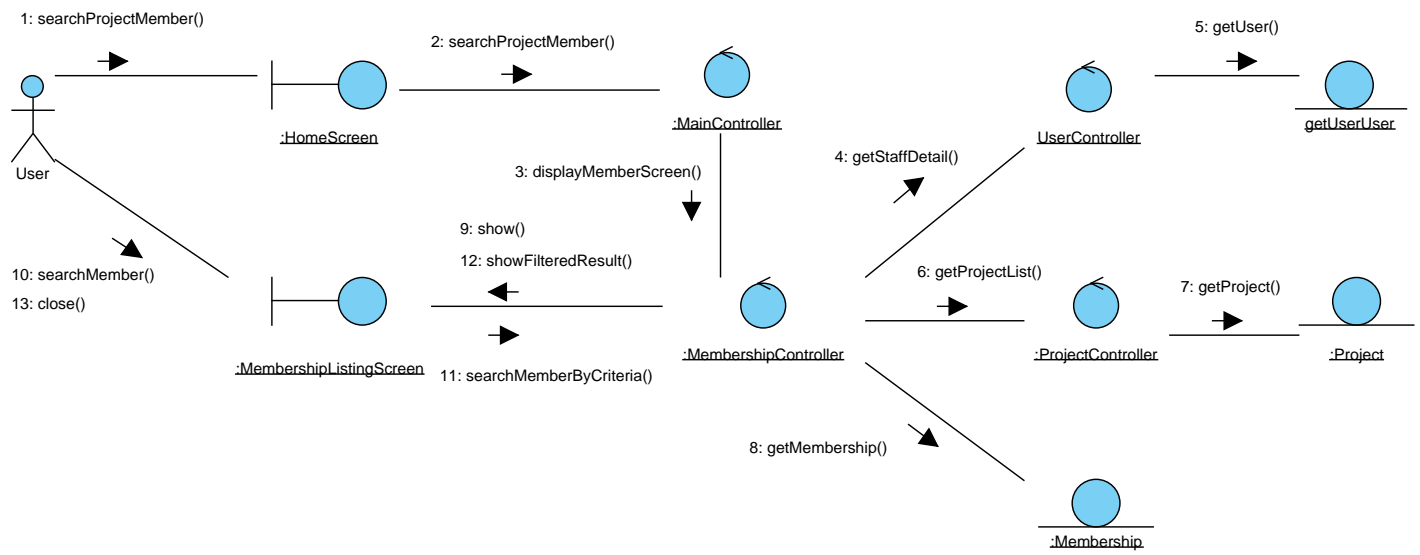 1: searchProjectMember()
2: searchProjectMember()
5: getUser()
:HomeScreen
:MainController
UserController
getUserUser
User
3: displayMemberScreen()
4: getStaffDetail()
9: show()
12: showFilteredResult()
10: searchMember()
13: close()
6: getProjectList()
7: getProject()
:MembershipListingScreen
:MembershipController
:ProjectController
:Project
11: searchMemberByCriteria()
8: getMembership()
:Membership